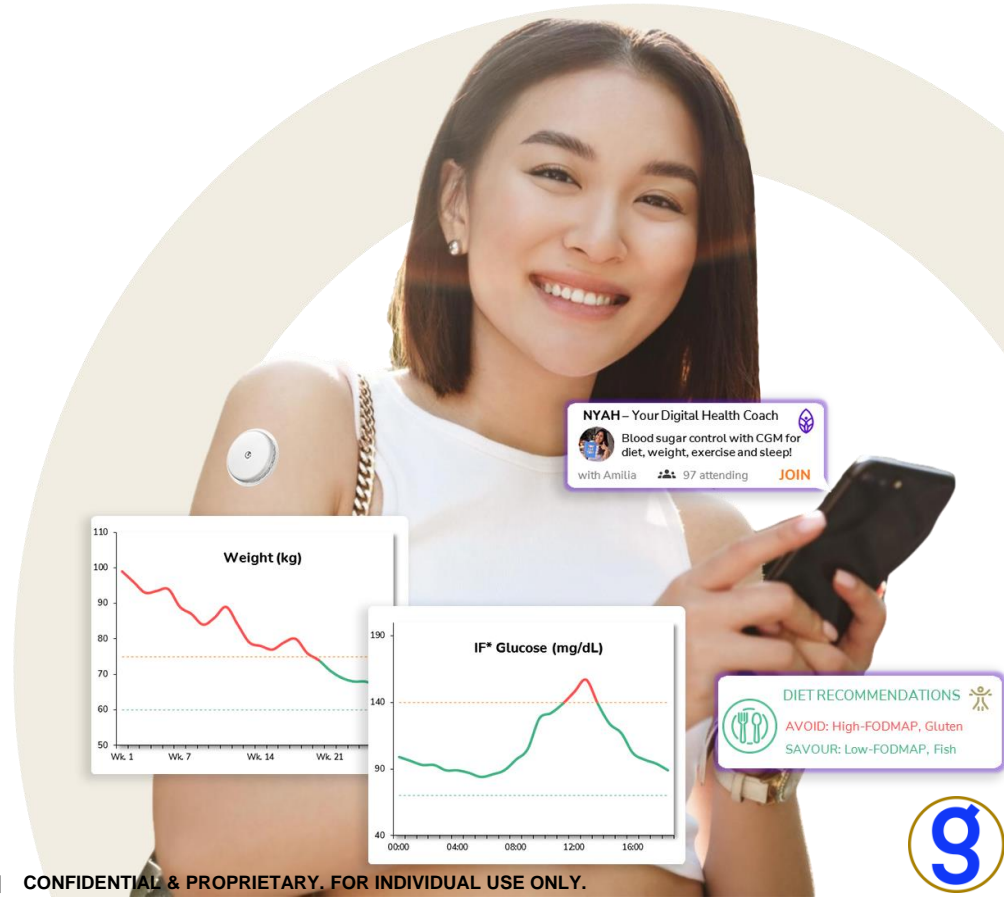 NYAH – Your Digital Health Coach
Blood sugar control with CGM for
diet, weight, exercise and sleep!
with Amilia 97 attending JOIN
Weight (kg)
110
100
90
80
70
60
50
Wk. 1 Wk. 7 Wk. 14 Wk. 21
IF* Glucose (mg/dL)
190
140
90
40
00:00 04:00 08:00 12:00 16:00
DIET RECOMMENDATIONS
AVOID: High-FODMAP, Gluten
SAVOUR: Low-FODMAP, Fish
g
| CONFIDENTIAL & PROPRIETARY. FOR INDIVIDUAL USE ONLY.